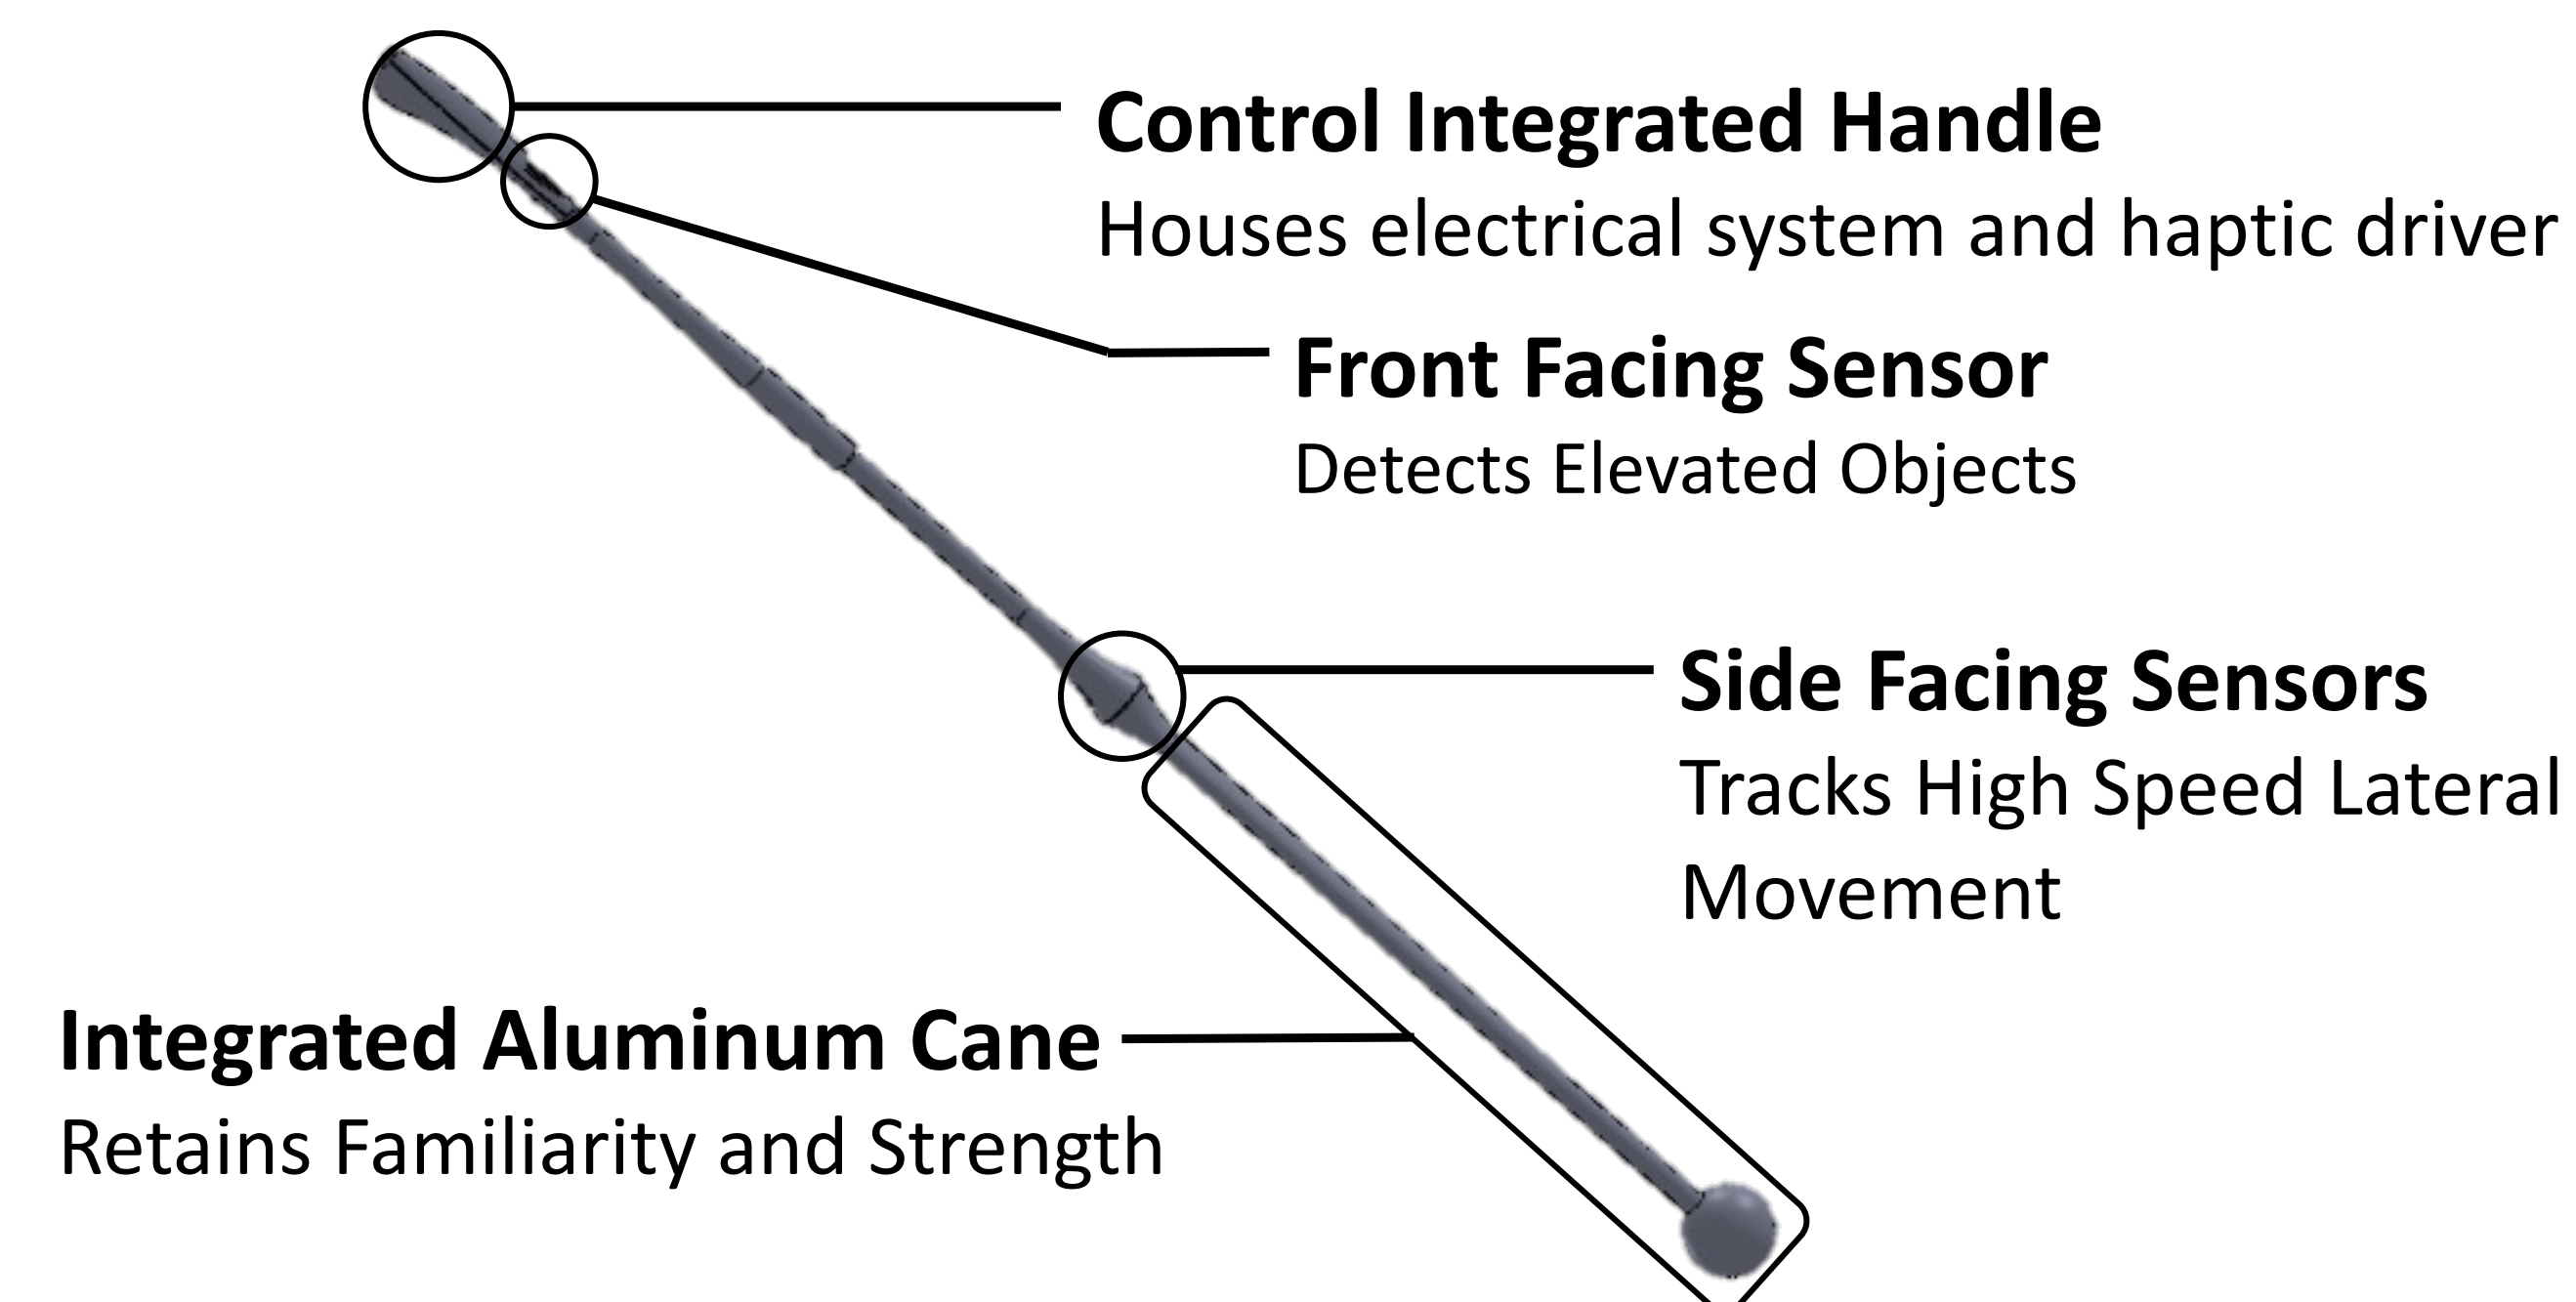 Control Integrated Handle
Houses electrical system and haptic driver
Front Facing Sensor
Detects Elevated Objects
Side Facing Sensors
Tracks High Speed Lateral
Movement
Integrated Aluminum Cane
Retains Familiarity and Strength